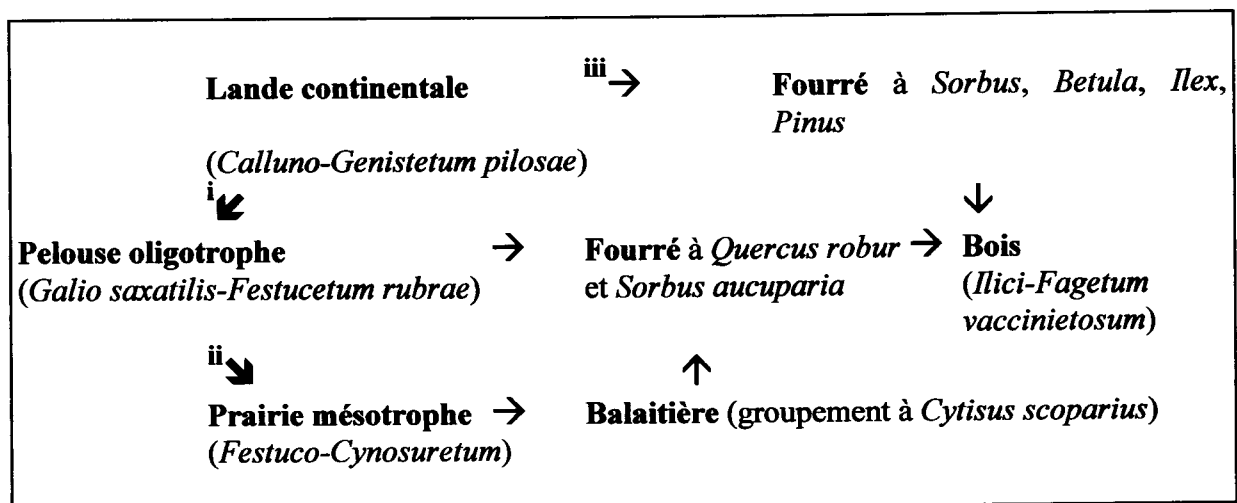 Lande continentale iii → Fourré à Sorbus, Betula, Ilex,
Pinus
(Calluno-Genistetum pilosae)
i ↙ ↓
Pelouse oligotrophe → Fourré à Quercus robur → Bois
(Galio saxatilis-Festucetum rubrae) et Sorbus aucuparia (Ilici-Fagetum
vaccinietosum)
ii ↘ ↑
Prairie mésotrophe → Balaitière (groupement à Cytisus scoparius)
(Festuco-Cynosuretum)